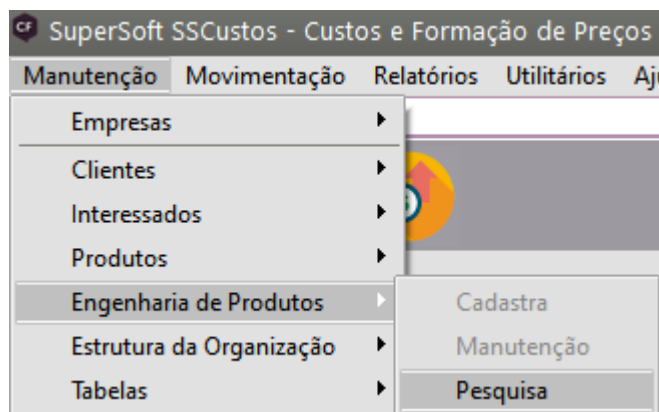 SuperSoft SSCustos - Custos e Formação de Preços
Manutenção Movimentação Relatórios Utilitários
Empresas
Clientes
Interessados
Produtos
Engenharia de Produtos
Cadastra
Estrutura da Organização
Manutenção
Tabelas
Pesquisa